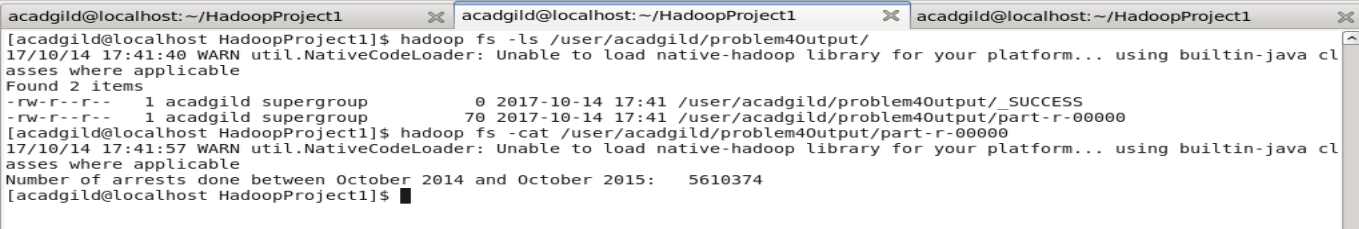 acadgild@localhost:~/HadoopProject1 acadgild@localhost:~/HadoopProject1 acadgild@localhost:~/HadoopProject1
[acadgild@localhost HadoopProject1]$ hadoop fs -ls /user/acadgild/problem4Output/
17/10/14 17:41:40 WARN util.NativeCodeLoader: Unable to load native-hadoop library for your platform... using builtin-java cl
asses where applicable
Found 2 items
-rw-r--r--   1 acadgild supergroup          0 2017-10-14 17:41 /user/acadgild/problem4Output/_SUCCESS
-rw-r--r--   1 acadgild supergroup         70 2017-10-14 17:41 /user/acadgild/problem4Output/part-r-00000
[acadgild@localhost HadoopProject1]$ hadoop fs -cat /user/acadgild/problem4Output/part-r-00000
17/10/14 17:41:57 WARN util.NativeCodeLoader: Unable to load native-hadoop library for your platform... using builtin-java cl
asses where applicable
Number of arrests done between October 2014 and October 2015:   5610374
[acadgild@localhost HadoopProject1]$